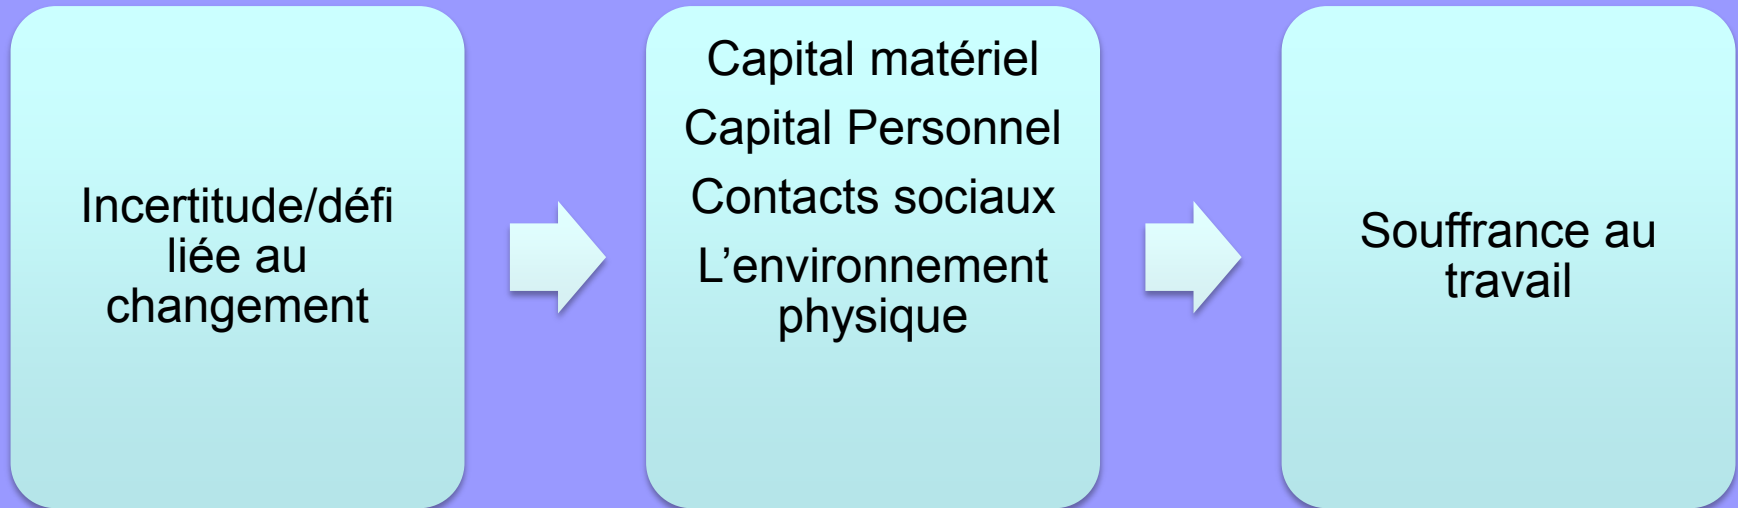 Incertitude/défi
liée au
changement
Capital matériel
Capital Personnel
Contacts sociaux
L’environnement
physique
Souffrance au
travail